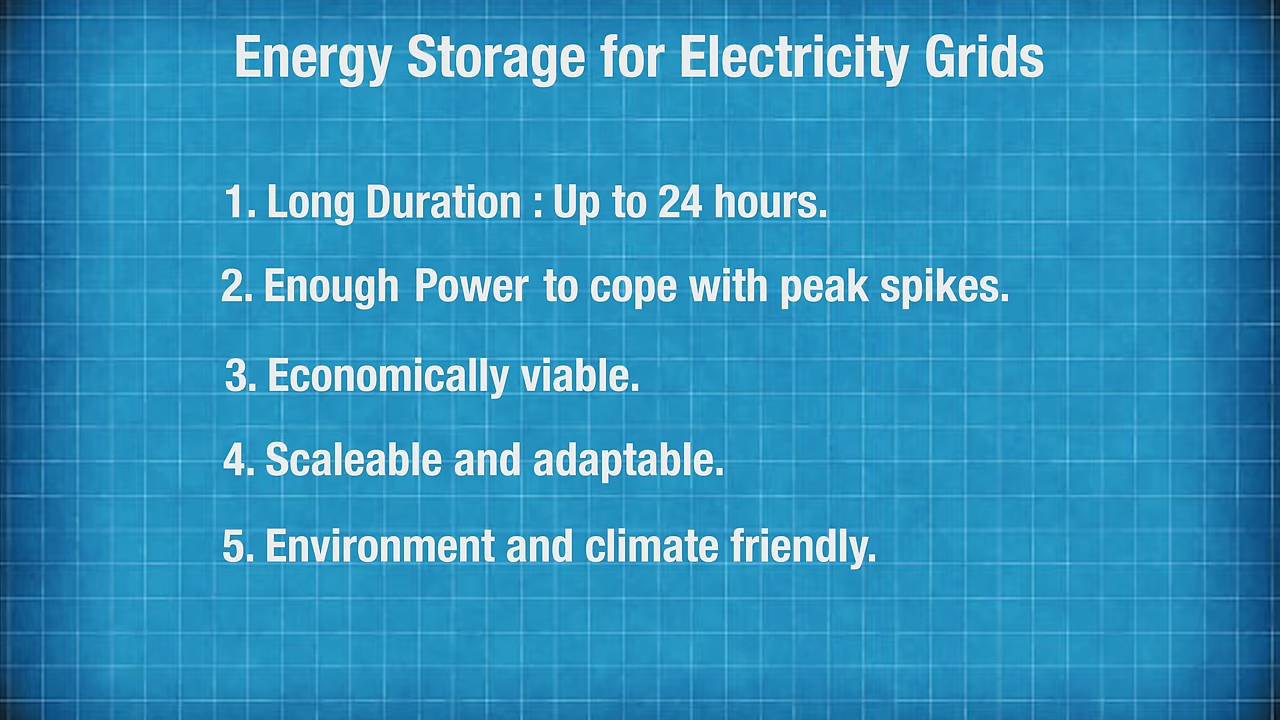 Energy Storage for Electricity Grids
1. Long Duration : Up to 24 hours.
2. Enough Power to cope with peak spikes.
3. Economically viable.
4. Scaleable and adaptable.
5. Environment and climate friendly.